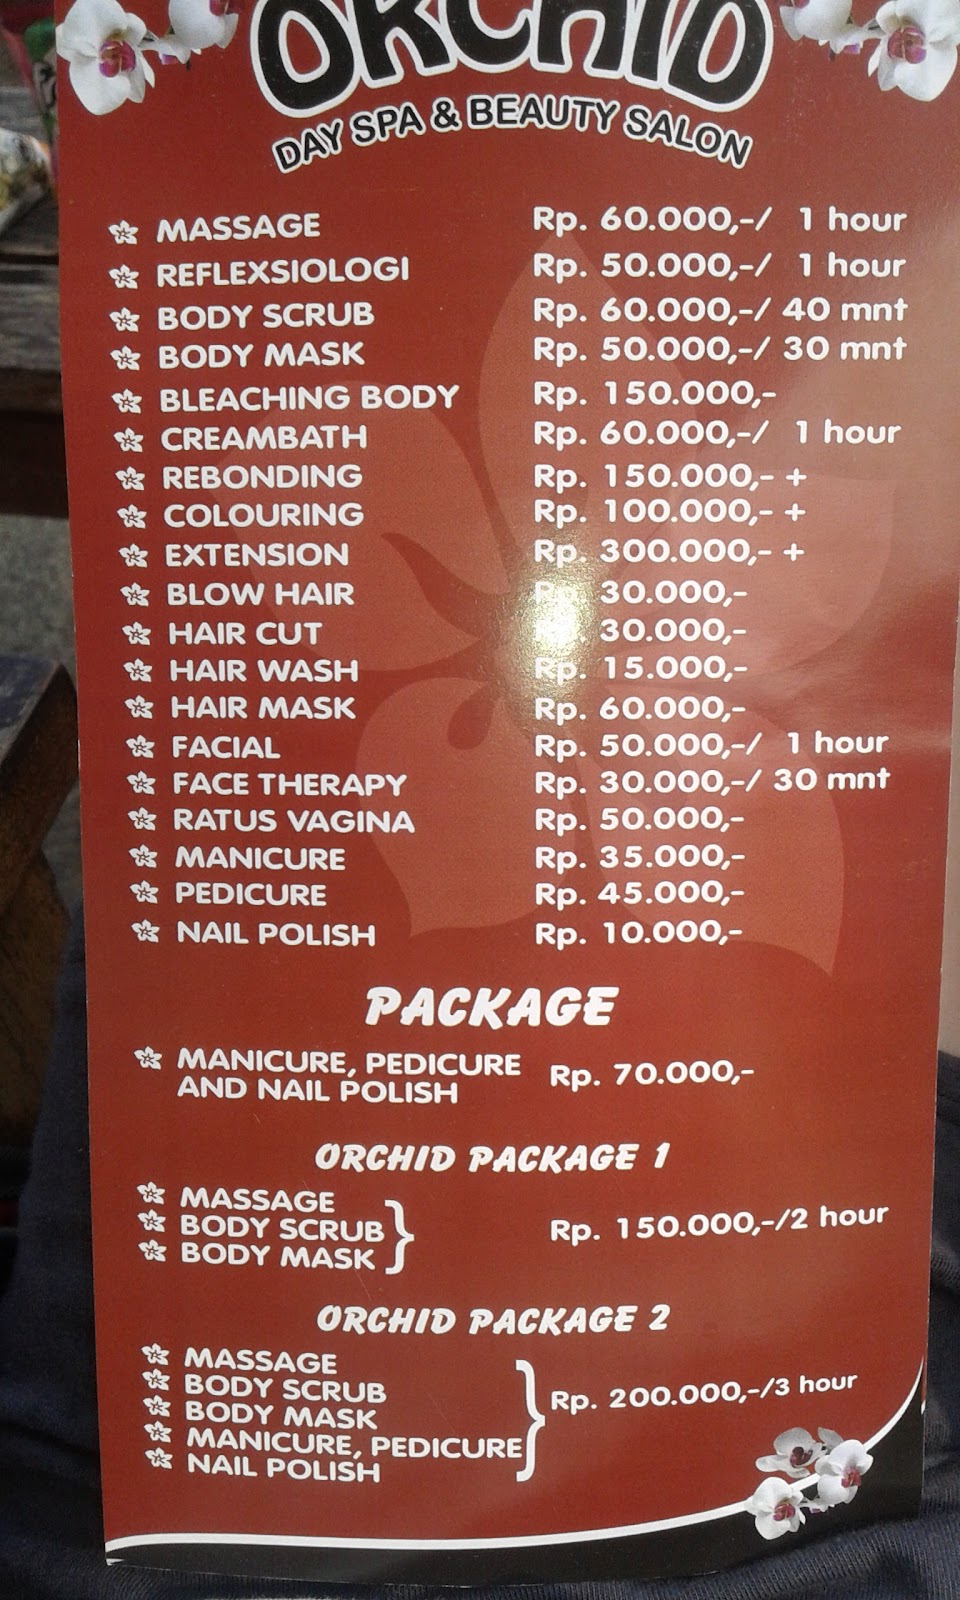 ORCHID
DAY SPA & BEAUTY SALON
MASSAGE Rp. 60.000,-/ 1 hour
REFLEXSIOLOGI Rp. 50.000,-/ 1 hour
BODY SCRUB Rp. 60.000,-/ 40 mnt
BODY MASK Rp. 50.000,-/ 30 mnt
BLEACHING BODY Rp. 150.000,-
CREAMBATH Rp. 60.000,-/ 1 hour
REBONDING Rp. 150.000,- +
COLOURING Rp. 100.000,- +
EXTENSION Rp. 300.000,- +
BLOW HAIR Rp. 30.000,-
HAIR CUT Rp. 30.000,-
HAIR WASH Rp. 15.000,-
HAIR MASK Rp. 60.000,-
FACIAL Rp. 50.000,-/ 1 hour
FACE THERAPY Rp. 30.000,-/ 30 mnt
RATUS VAGINA Rp. 50.000,-
MANICURE Rp. 35.000,-
PEDICURE Rp. 45.000,-
NAIL POLISH Rp. 10.000,-
PACKAGE
MANICURE, PEDICURE
AND NAIL POLISH Rp. 70.000,-
ORCHID PACKAGE 1
MASSAGE
BODY SCRUB Rp. 150.000,-/2 hour
BODY MASK
ORCHID PACKAGE 2
MASSAGE
BODY SCRUB Rp. 200.000,-/3 hour
BODY MASK
MANICURE, PEDICURE
NAIL POLISH